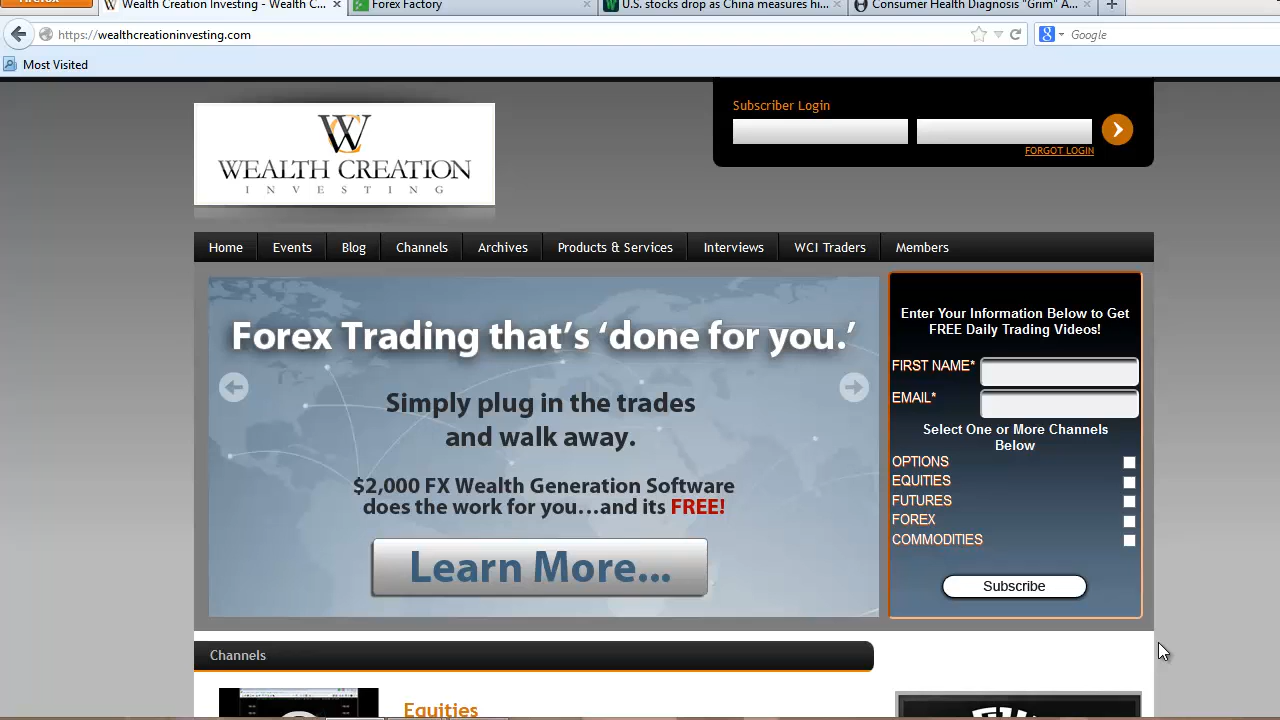 Wealth Creation Investing - Wealth C...
Forex Factory
U.S. stocks drop as China measures hi...
Consumer Health Diagnosis "Grim" A...
https://wealthcreationinvesting.com
Google
Most Visited
Subscriber Login
FORGOT LOGIN
WC
WEALTH CREATION
INVESTING
Home
Events
Blog
Channels
Archives
Products & Services
Interviews
WCI Traders
Members
Forex Trading that's 'done for you.'
Simply plug in the trades
and walk away.
$2,000 FX Wealth Generation Software
does the work for you...and its FREE!
Learn More...
Enter Your Information Below to Get
FREE Daily Trading Videos!
FIRST NAME*
EMAIL*
Select One or More Channels
Below
OPTIONS
EQUITIES
FUTURES
FOREX
COMMODITIES
Subscribe
Channels
Equities